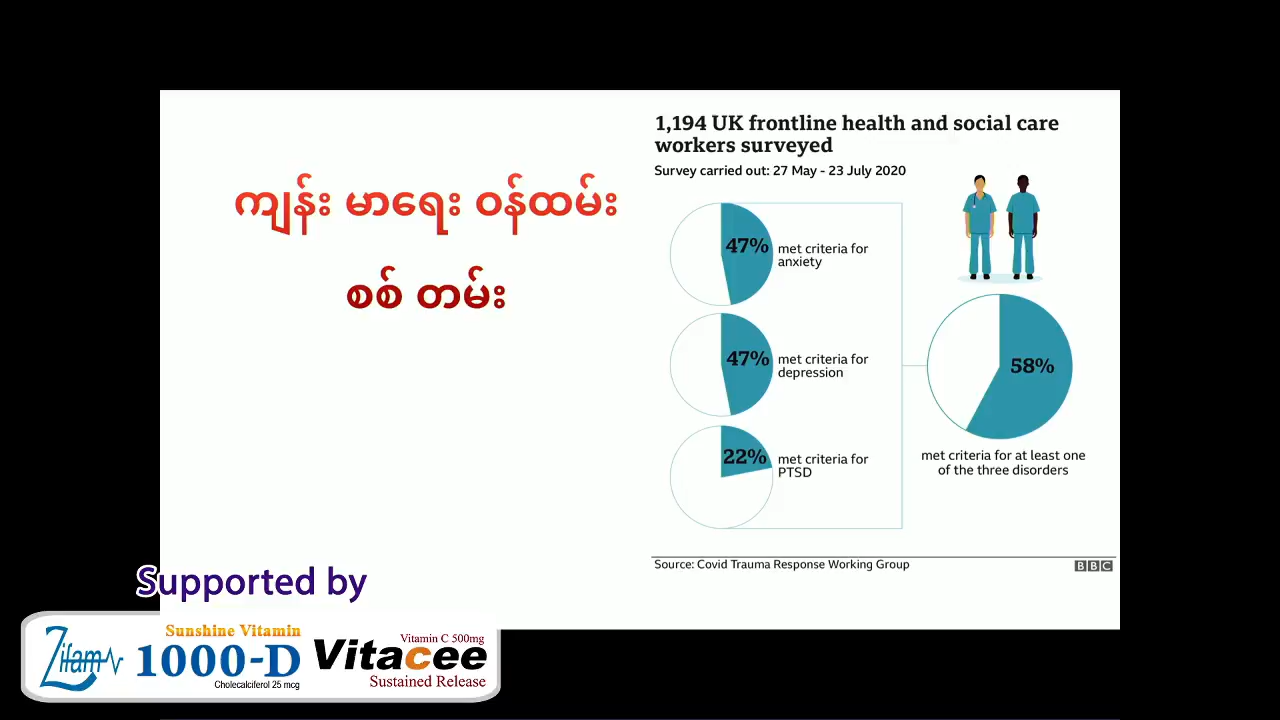 ကျန်း မာရေး ဝန်ထမ်း
စစ် တမ်း
1,194 UK frontline health and social care
workers surveyed
Survey carried out: 27 May - 23 July 2020
47%
met criteria for
anxiety
47%
met criteria for
depression
22%
met criteria for
PTSD
58%
met criteria for at least one
of the three disorders
Source: Covid Trauma Response Working Group
BBC
Supported by
Zifam
Sunshine Vitamin
1000-D
Cholecalciferol 25 mcg
Vitamin C 500mg
Vitacee
Sustained Release